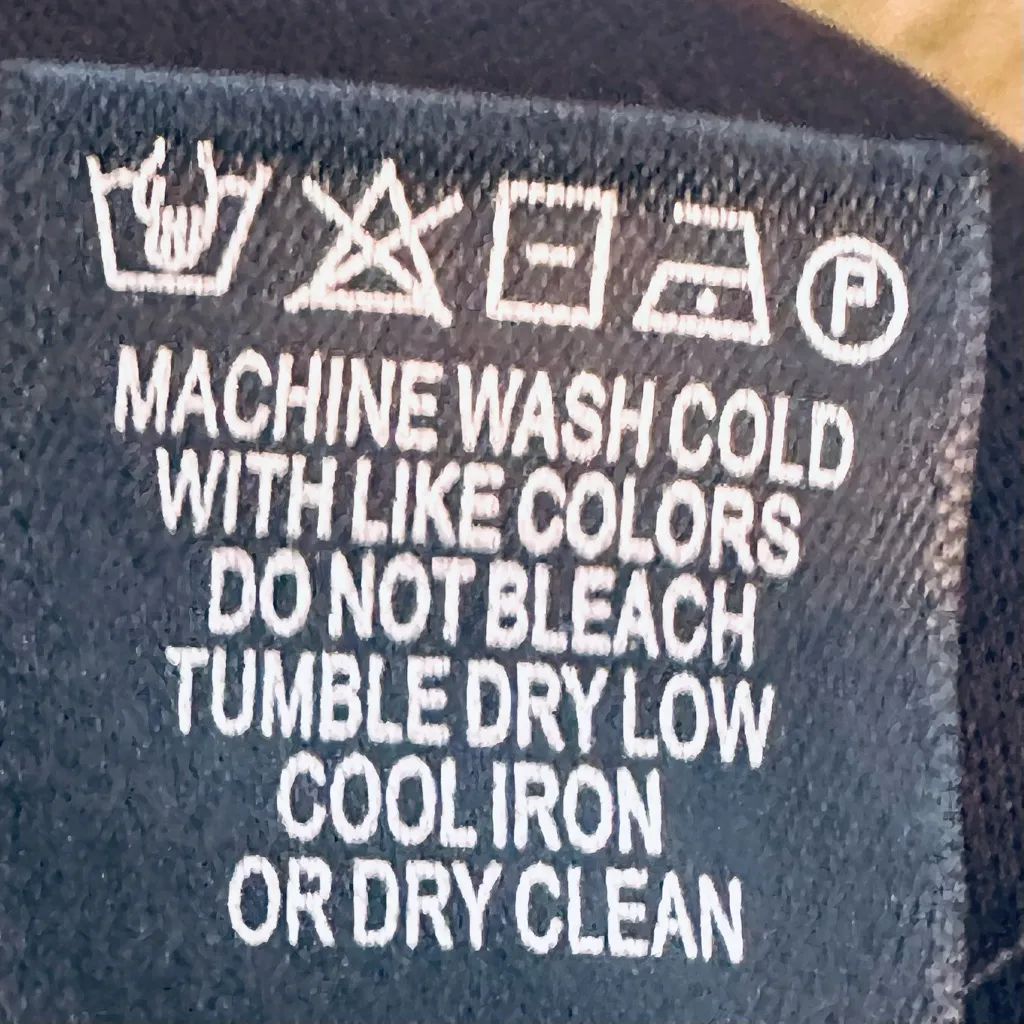 P
MACHINE WASH COLD
WITH LIKE COLORS
DO NOT BLEACH
TUMBLE DRY LOW
COOL IRON
OR DRY CLEAN